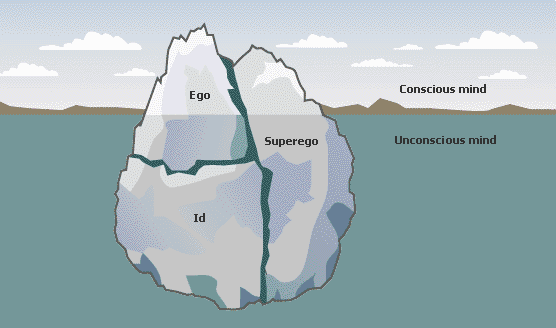 Conscious mind
Ego
Superego
Unconscious mind
Id